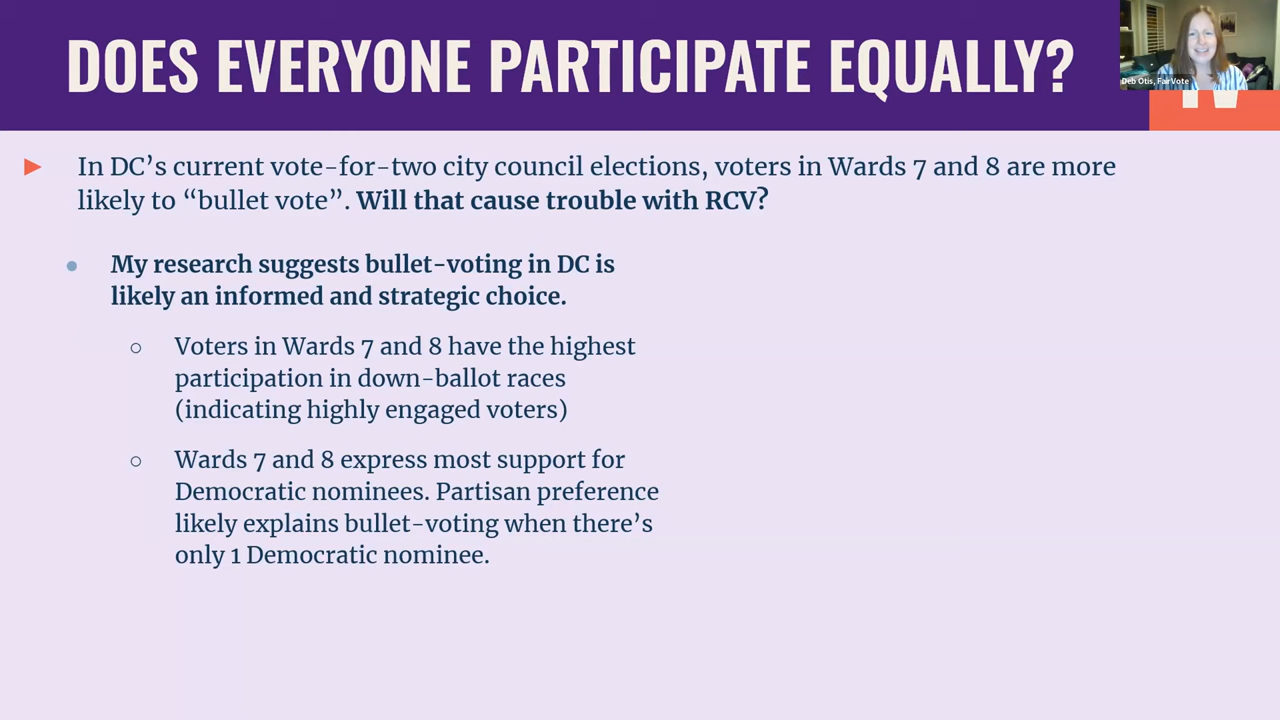 DOES EVERYONE PARTICIPATE EQUALLY?
Deb Otis, FairVote
In DC’s current vote-for-two city council elections, voters in Wards 7 and 8 are more
likely to “bullet vote”. Will that cause trouble with RCV?
My research suggests bullet-voting in DC is
likely an informed and strategic choice.
Voters in Wards 7 and 8 have the highest
participation in down-ballot races
(indicating highly engaged voters)
Wards 7 and 8 express most support for
Democratic nominees. Partisan preference
likely explains bullet-voting when there’s
only 1 Democratic nominee.